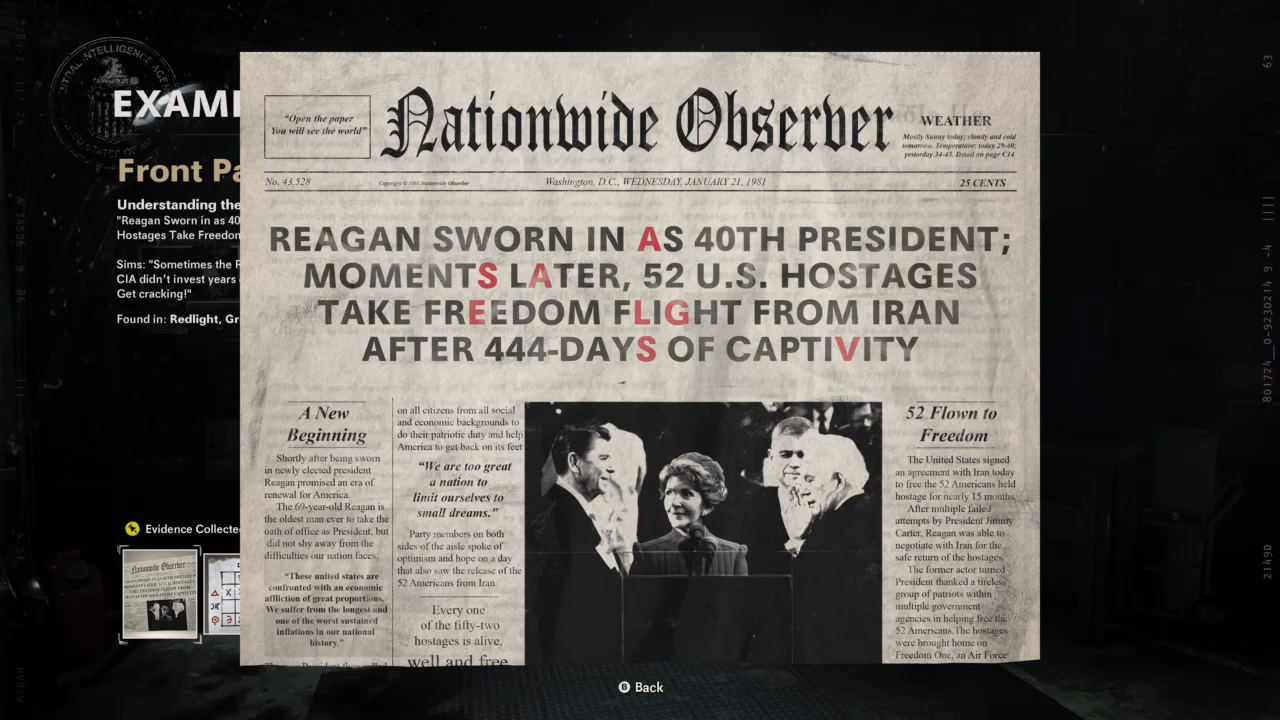 EXAMI
Front Pa
Understanding the
"Reagan Sworn in as 40
Hostages Take Freedom
Sims: "Sometimes the F
CIA didn't invest years
Get cracking!"
Found in: Redlight, Gr
Evidence Collecte
"Open the paper
You will see the world"
Nationwide Observer
WEATHER
Mostly Sunny today; cloudy and cold
tomorrow. Temperature: today 29-40;
yesterday 34-45. Detail on page C14
No. 43,528
Copyright © 1981 Nationwide Observer
Washington, D.C., WEDNESDAY, JANUARY 21, 1981
25 CENTS
REAGAN SWORN IN AS 40TH PRESIDENT;
MOMENTS LATER, 52 U.S. HOSTAGES
TAKE FREEDOM FLIGHT FROM IRAN
AFTER 444-DAYS OF CAPTIVITY
A New
Beginning
Shortly after being sworn
in newly elected president
Reagan promised an era of
renewal for America.
The 69-year-old Reagan is
the oldest man ever to take the
oath of office as President, but
did not shy away from the
difficulties our nation faces.
"These united states are
confronted with an economic
affliction of great proportions.
We suffer from the longest and
one of the worst sustained
inflations in our national
history."
on all citizens from all social
and economic backgrounds to
do their patriotic duty and help
America to get back on its feet
"We are too great
a nation to
limit ourselves to
small dreams."
Party members on both
sides of the aisle spoke of
optimism and hope on a day
that also saw the release of the
52 Americans from Iran.
Every one
of the fifty-two
hostages is alive,
well and free
52 Flown to
Freedom
The United States signed
an agreement with Iran today
to free the 52 Americans held
hostage for nearly 15 months.
After multiple failed
attempts by President Jimmy
Carter, Reagan was able to
negotiate with Iran for the
safe return of the hostages.
The former actor turned
President thanked a tireless
group of patriots within
multiple government
agencies in helping free the
52 Americans. The hostages
were brought home on
Freedom One, an Air Force
B Back